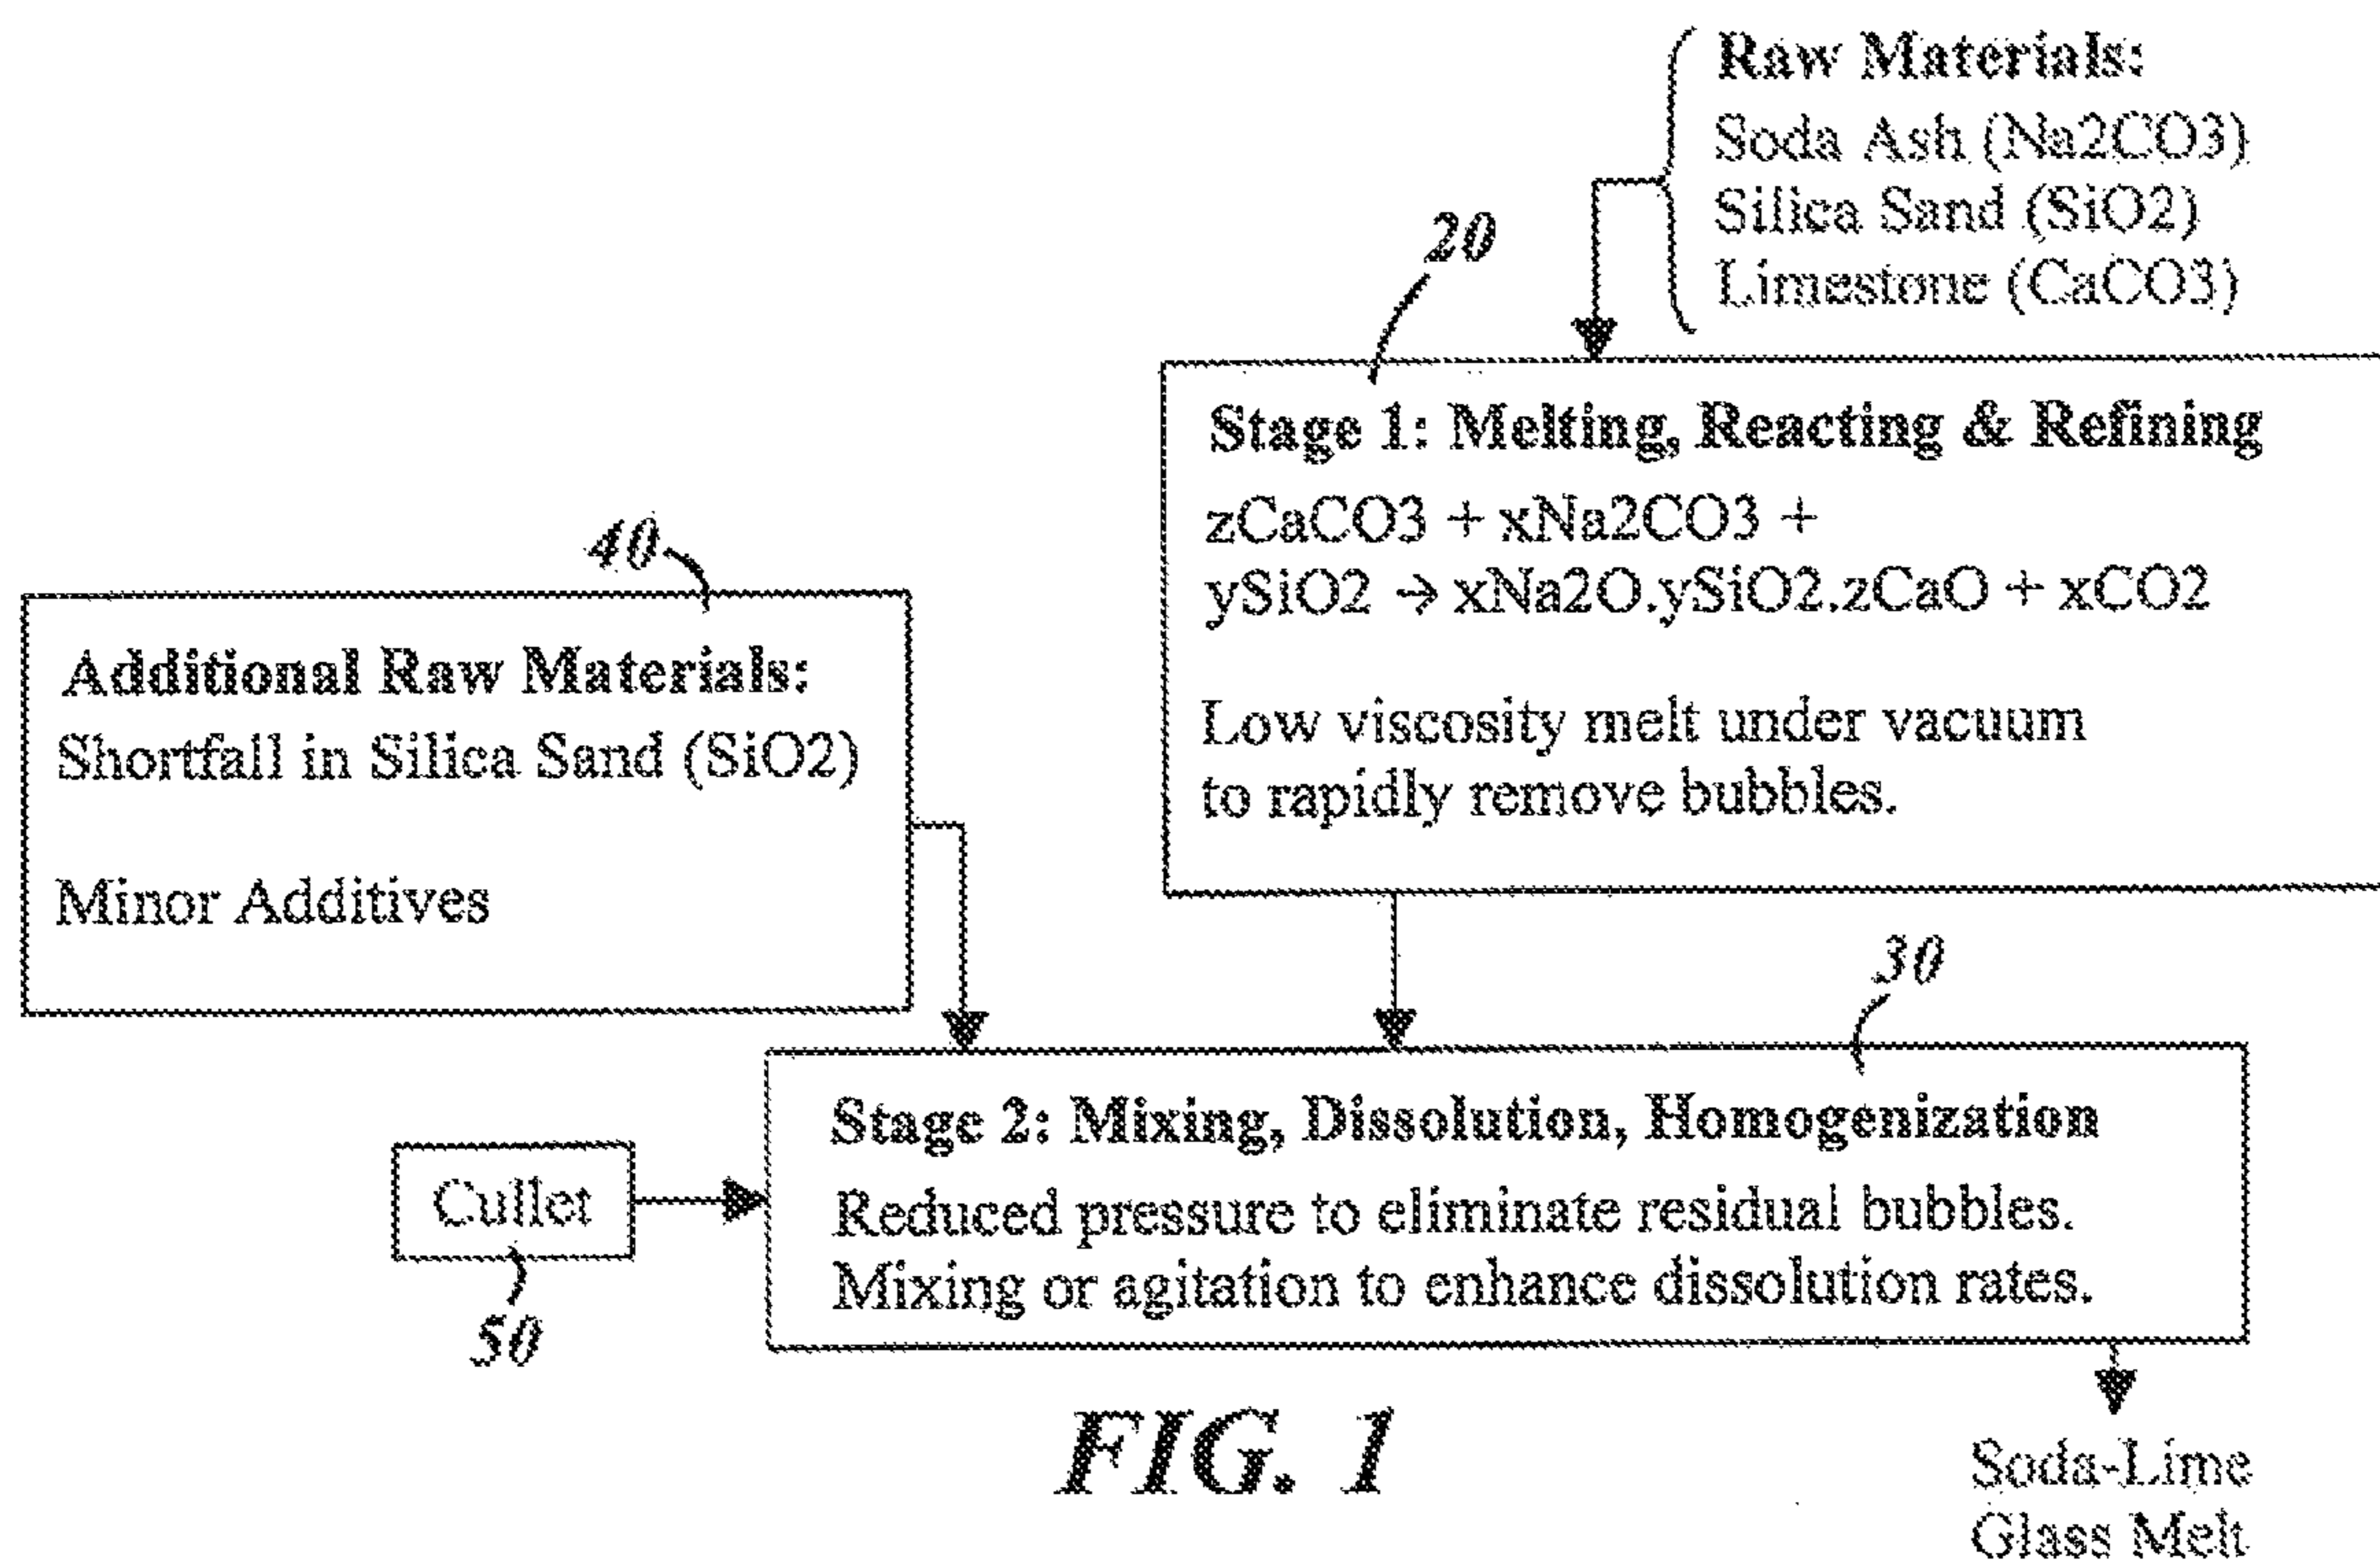 Raw Materials:
Soda Ash (Na2CO3)
Silica Sand (SiO2)
Limestone (CaCO3)
20
Stage 1: Melting, Reacting & Refining
zCaCO3 + xNa2CO3 +
ySiO2 → xNa2O.ySiO2.zCaO + xCO2
Low viscosity melt under vacuum
to rapidly remove bubbles.
40
Additional Raw Materials:
Shortfall in Silica Sand (SiO2)
Minor Additives
30
Stage 2: Mixing, Dissolution, Homogenization
Reduced pressure to eliminate residual bubbles.
Mixing or agitation to enhance dissolution rates.
Cullet
50
FIG. 1
Soda-Lime
Glass Melt